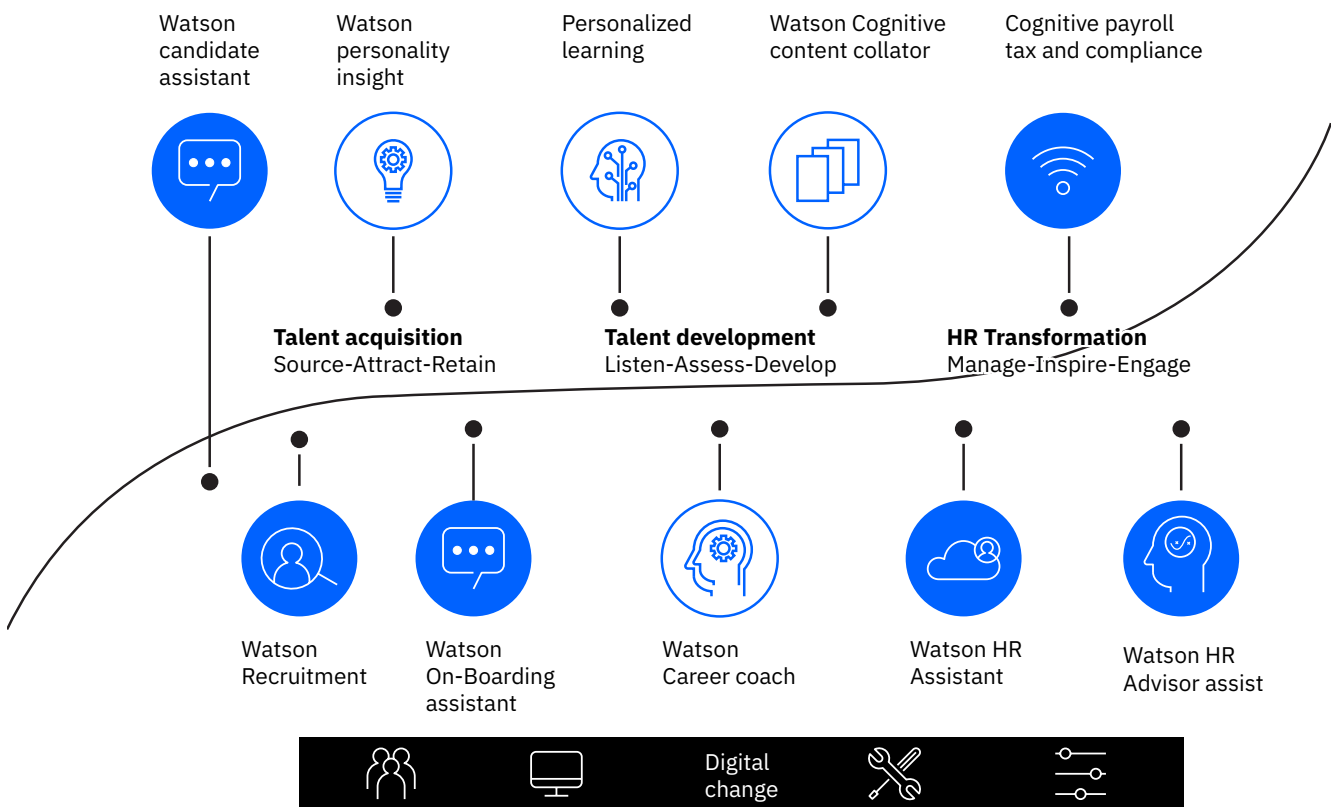 Watson
candidate
assistant
Watson
personality
insight
Personalized
learning
Watson Cognitive
content collator
Cognitive payroll
tax and compliance
Talent acquisition
Source-Attract-Retain
Talent development
Listen-Assess-Develop
HR Transformation
Manage-Inspire-Engage
Watson
Recruitment
Watson
On-Boarding
assistant
Watson
Career coach
Watson HR
Assistant
Watson HR
Advisor assist
Digital
change